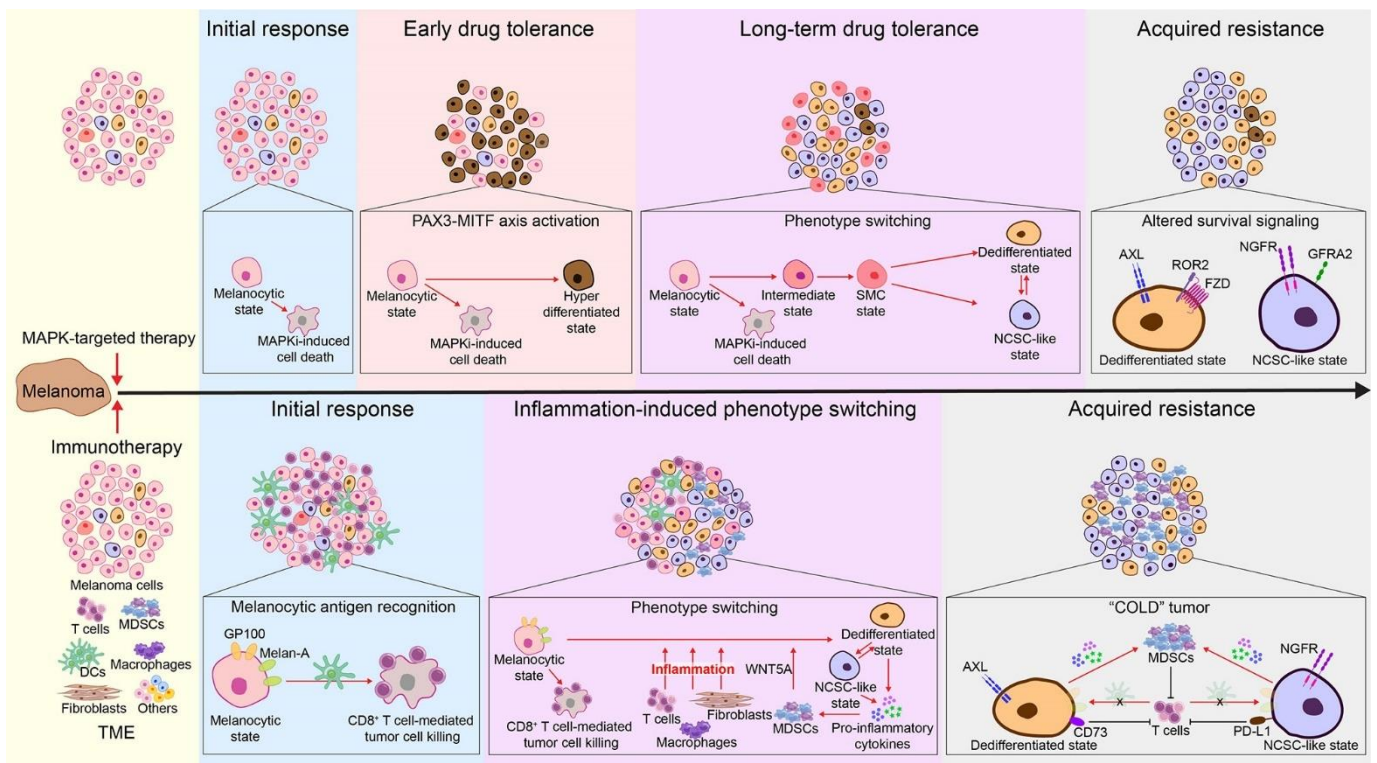 Initial response
Early drug tolerance
Long-term drug tolerance
Acquired resistance
Melanocytic
state
MAPKi-induced
cell death
PAX3-MITF axis activation
Melanocytic
state
MAPKi-induced
cell death
Hyper
differentiated
state
Phenotype switching
Melanocytic
state
MAPKi-induced
cell death
Intermediate
state
SMC
state
Dedifferentiated
state
NCSC-like
state
Altered survival signaling
AXL
ROR2
FZD
Dedifferentiated state
NGFR
GFRA2
NCSC-like state
MAPK-targeted therapy
Melanoma
Immunotherapy
Melanoma cells
T cells
MDSCs
DCs
Macrophages
Fibroblasts
Others
TME
Initial response
Inflammation-induced phenotype switching
Acquired resistance
Melanocytic antigen recognition
GP100
Melan-A
Melanocytic
state
CD8⁺ T cell-mediated
tumor cell killing
Phenotype switching
Melanocytic
state
CD8⁺ T cell-mediated
tumor cell killing
Inflammation
WNT5A
T cells
Macrophages
Fibroblasts
MDSCs
Dedifferentiated
state
NCSC-like
state
Pro-inflammatory
cytokines
“COLD” tumor
AXL
MDSCs
NGFR
x
x
T cells
CD73
PD-L1
Dedifferentiated state
NCSC-like state